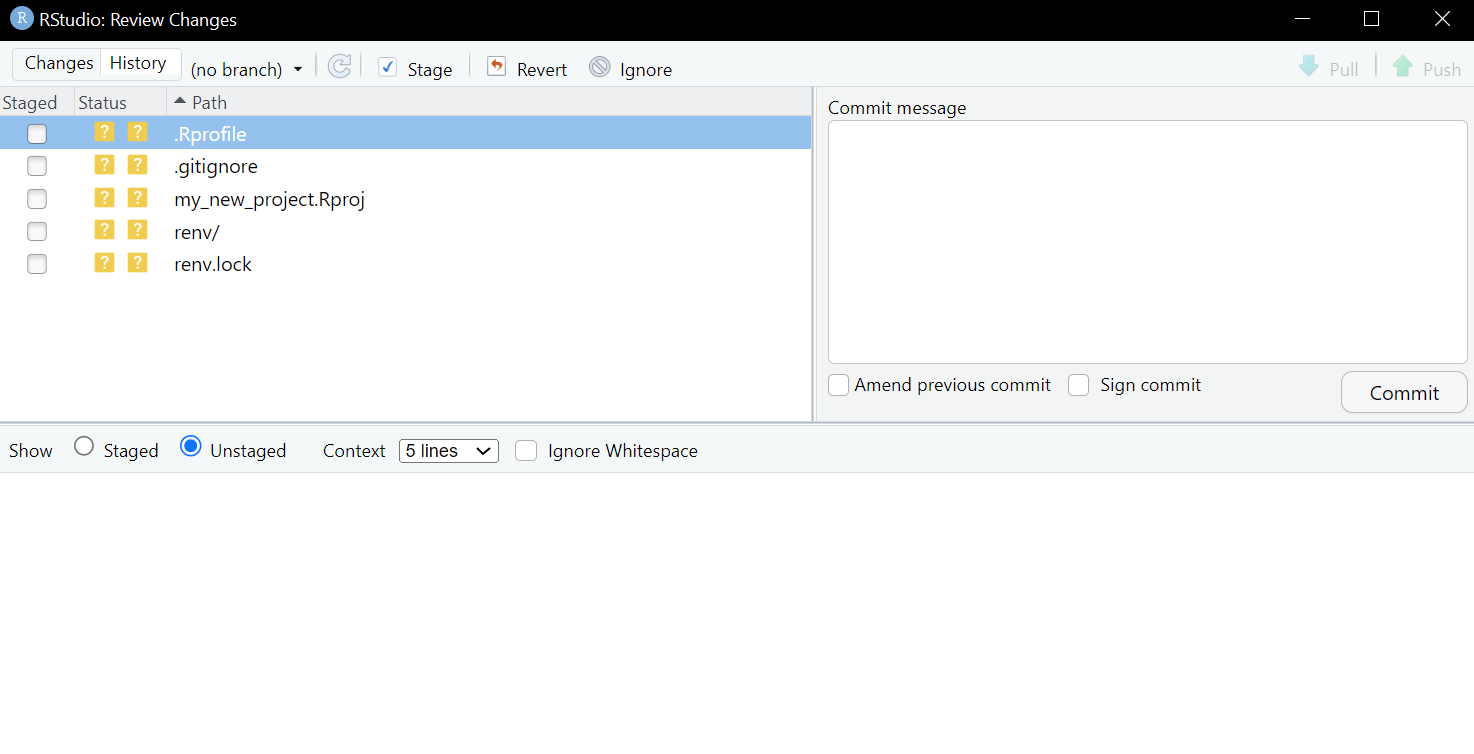 R RStudio: Review Changes
Changes History (no branch) Stage Revert Ignore Pull Push
Staged Status Path
? ? .Rprofile
? ? .gitignore
? ? my_new_project.Rproj
? ? renv/
? ? renv.lock
Commit message
Amend previous commit Sign commit Commit
Show Staged Unstaged Context 5 lines Ignore Whitespace